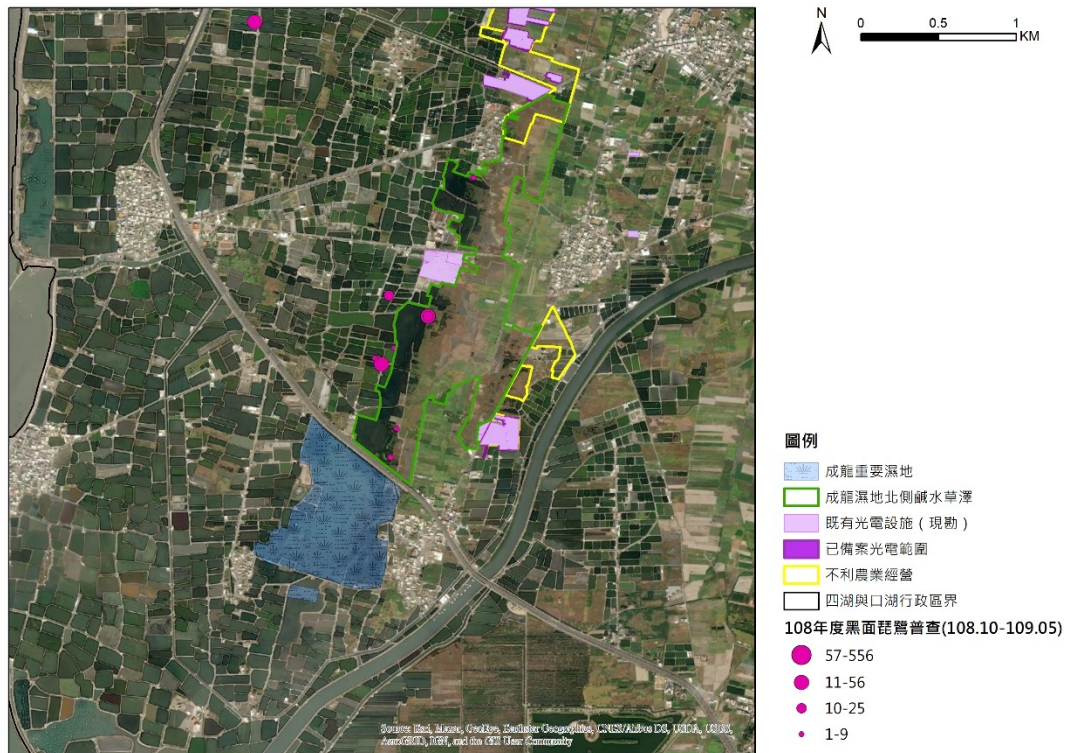 N
0 0.5 1
KM
圖例
成龍重要濕地
成龍濕地北側鹹水草澤
既有光電設施（現勘）
已備案光電範圍
不利農業經營
四湖與口湖行政區界
108年度黑面琵鷺普查(108.10-109.05)
57-556
11-56
10-25
1-9
Source: Esri, Maxar, GeoEye, Earthstar Geographics, CNES/Airbus DS, USDA, USGS,
AeroGRID, IGN, and the GIS User Community